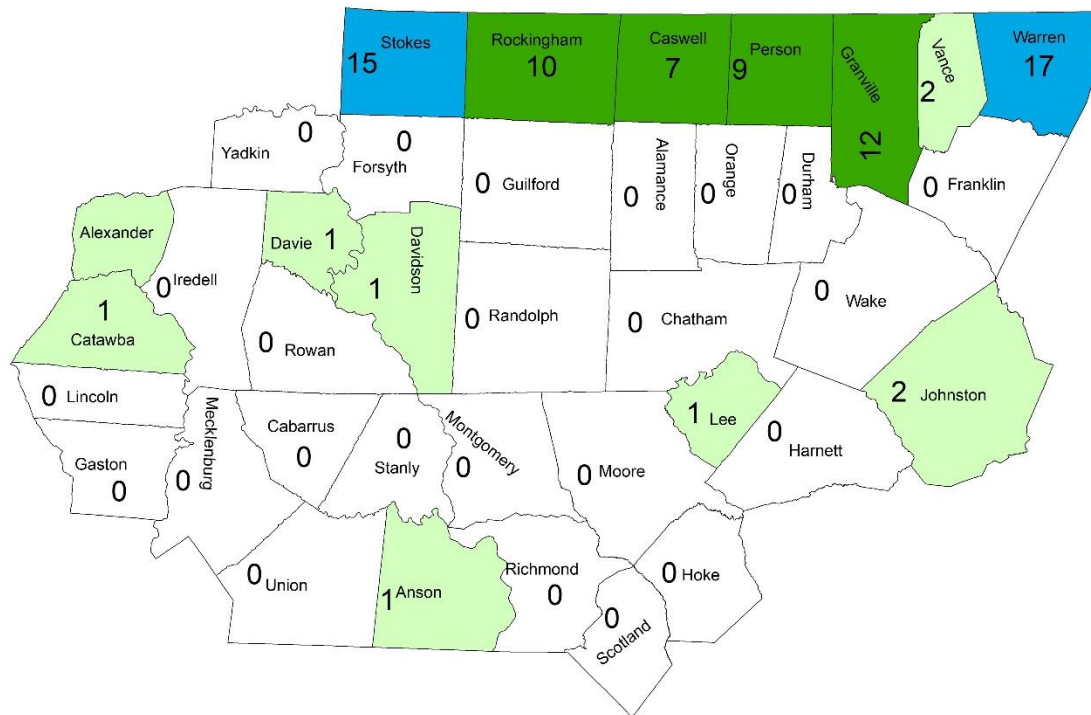 Stokes
15
Rockingham
10
Caswell
7
Person
9
Granville
12
Vance
2
Warren
17
Yadkin
0
Forsyth
0
Guilford
0
Alamance
0
Orange
0
Durham
0
Franklin
0
Alexander
Iredell
0
Davie
1
Davidson
1
Catawba
1
Rowan
0
Randolph
0
Chatham
0
Wake
0
Johnston
2
Lincoln
0
Gaston
0
Mecklenburg
0
Cabarrus
0
Stanly
0
Montgomery
0
Moore
0
Lee
1
Harnett
0
Union
0
Anson
1
Richmond
0
Scotland
0
Hoke
0